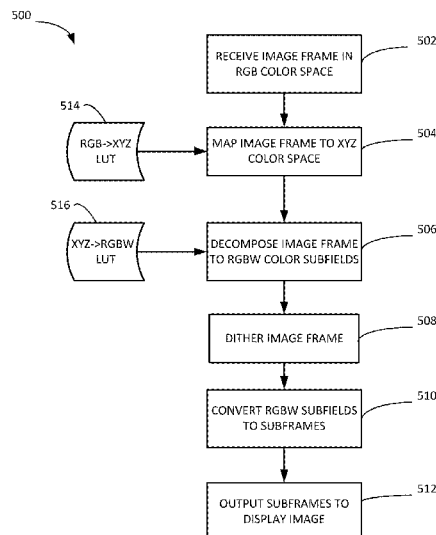 500
502
RECEIVE IMAGE FRAME IN
RGB COLOR SPACE
514
504
RGB->XYZ
LUT
MAP IMAGE FRAME TO XYZ
COLOR SPACE
516
506
XYZ->RGBW
LUT
DECOMPOSE IMAGE FRAME
TO RGBW COLOR SUBFIELDS
508
DITHER IMAGE FRAME
510
CONVERT RGBW SUBFIELDS
TO SUBFRAMES
512
OUTPUT SUBFRAMES TO
DISPLAY IMAGE